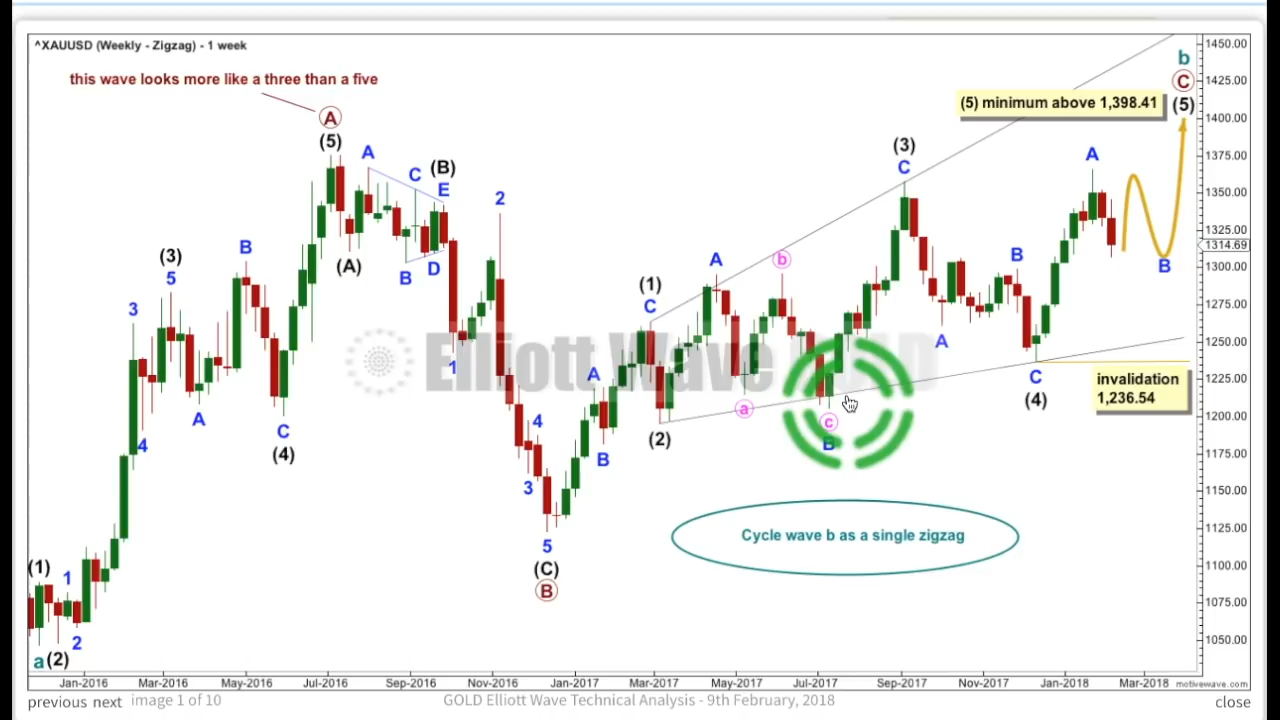 ^XAUUSD (Weekly - Zigzag) - 1 week
this wave looks more like a three than a five
A
(5)
A
C
(B)
E
2
(3)
5
B
3
(A)
B
D
4
A
C
(4)
1
4
3
5
(C)
B
(1)
1
2
a
(2)
A
B
(1)
C
(2)
A
b
a
c
B
(3)
C
A
B
C
(4)
A
B
b
C
(5)
(5) minimum above 1,398.41
invalidation
1,236.54
Elliott Wave
Cycle wave b as a single zigzag
1450.00
1425.00
1400.00
1375.00
1350.00
1325.00
1314.69
1300.00
1275.00
1250.00
1225.00
1200.00
1175.00
1150.00
1125.00
1100.00
1075.00
1050.00
Jan-2016 Mar-2016 May-2016 Jul-2016 Sep-2016 Nov-2016 Jan-2017 Mar-2017 May-2017 Jul-2017 Sep-2017 Nov-2017 Jan-2018 Mar-2018 motivewave.com
previous next image 1 of 10 GOLD Elliott Wave Technical Analysis - 9th February, 2018 close